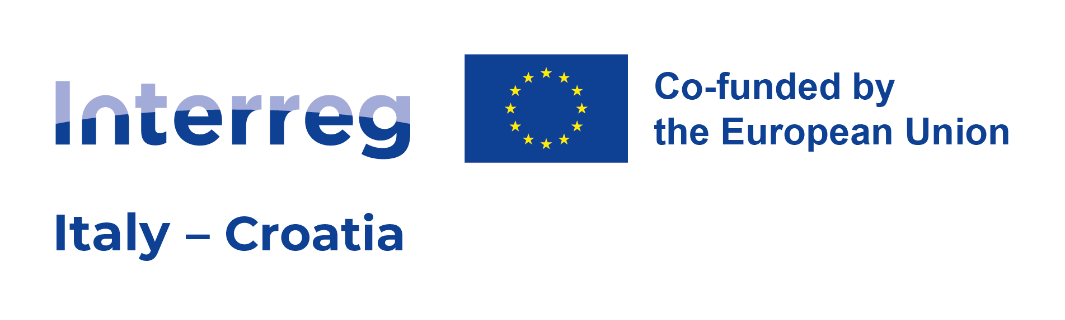 Interreg
Co-funded by
the European Union
Italy – Croatia